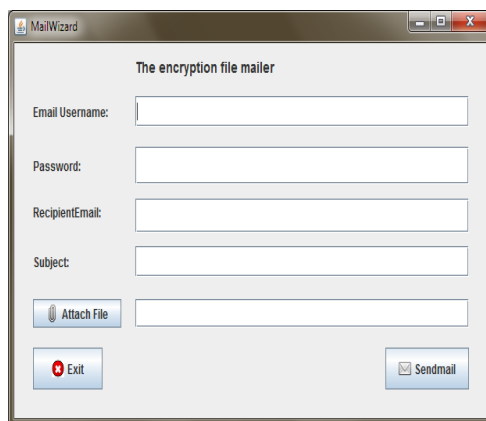 MailWizard
The encryption file mailer
Email Username:
Password:
RecipientEmail:
Subject:
Attach File
Exit
Sendmail